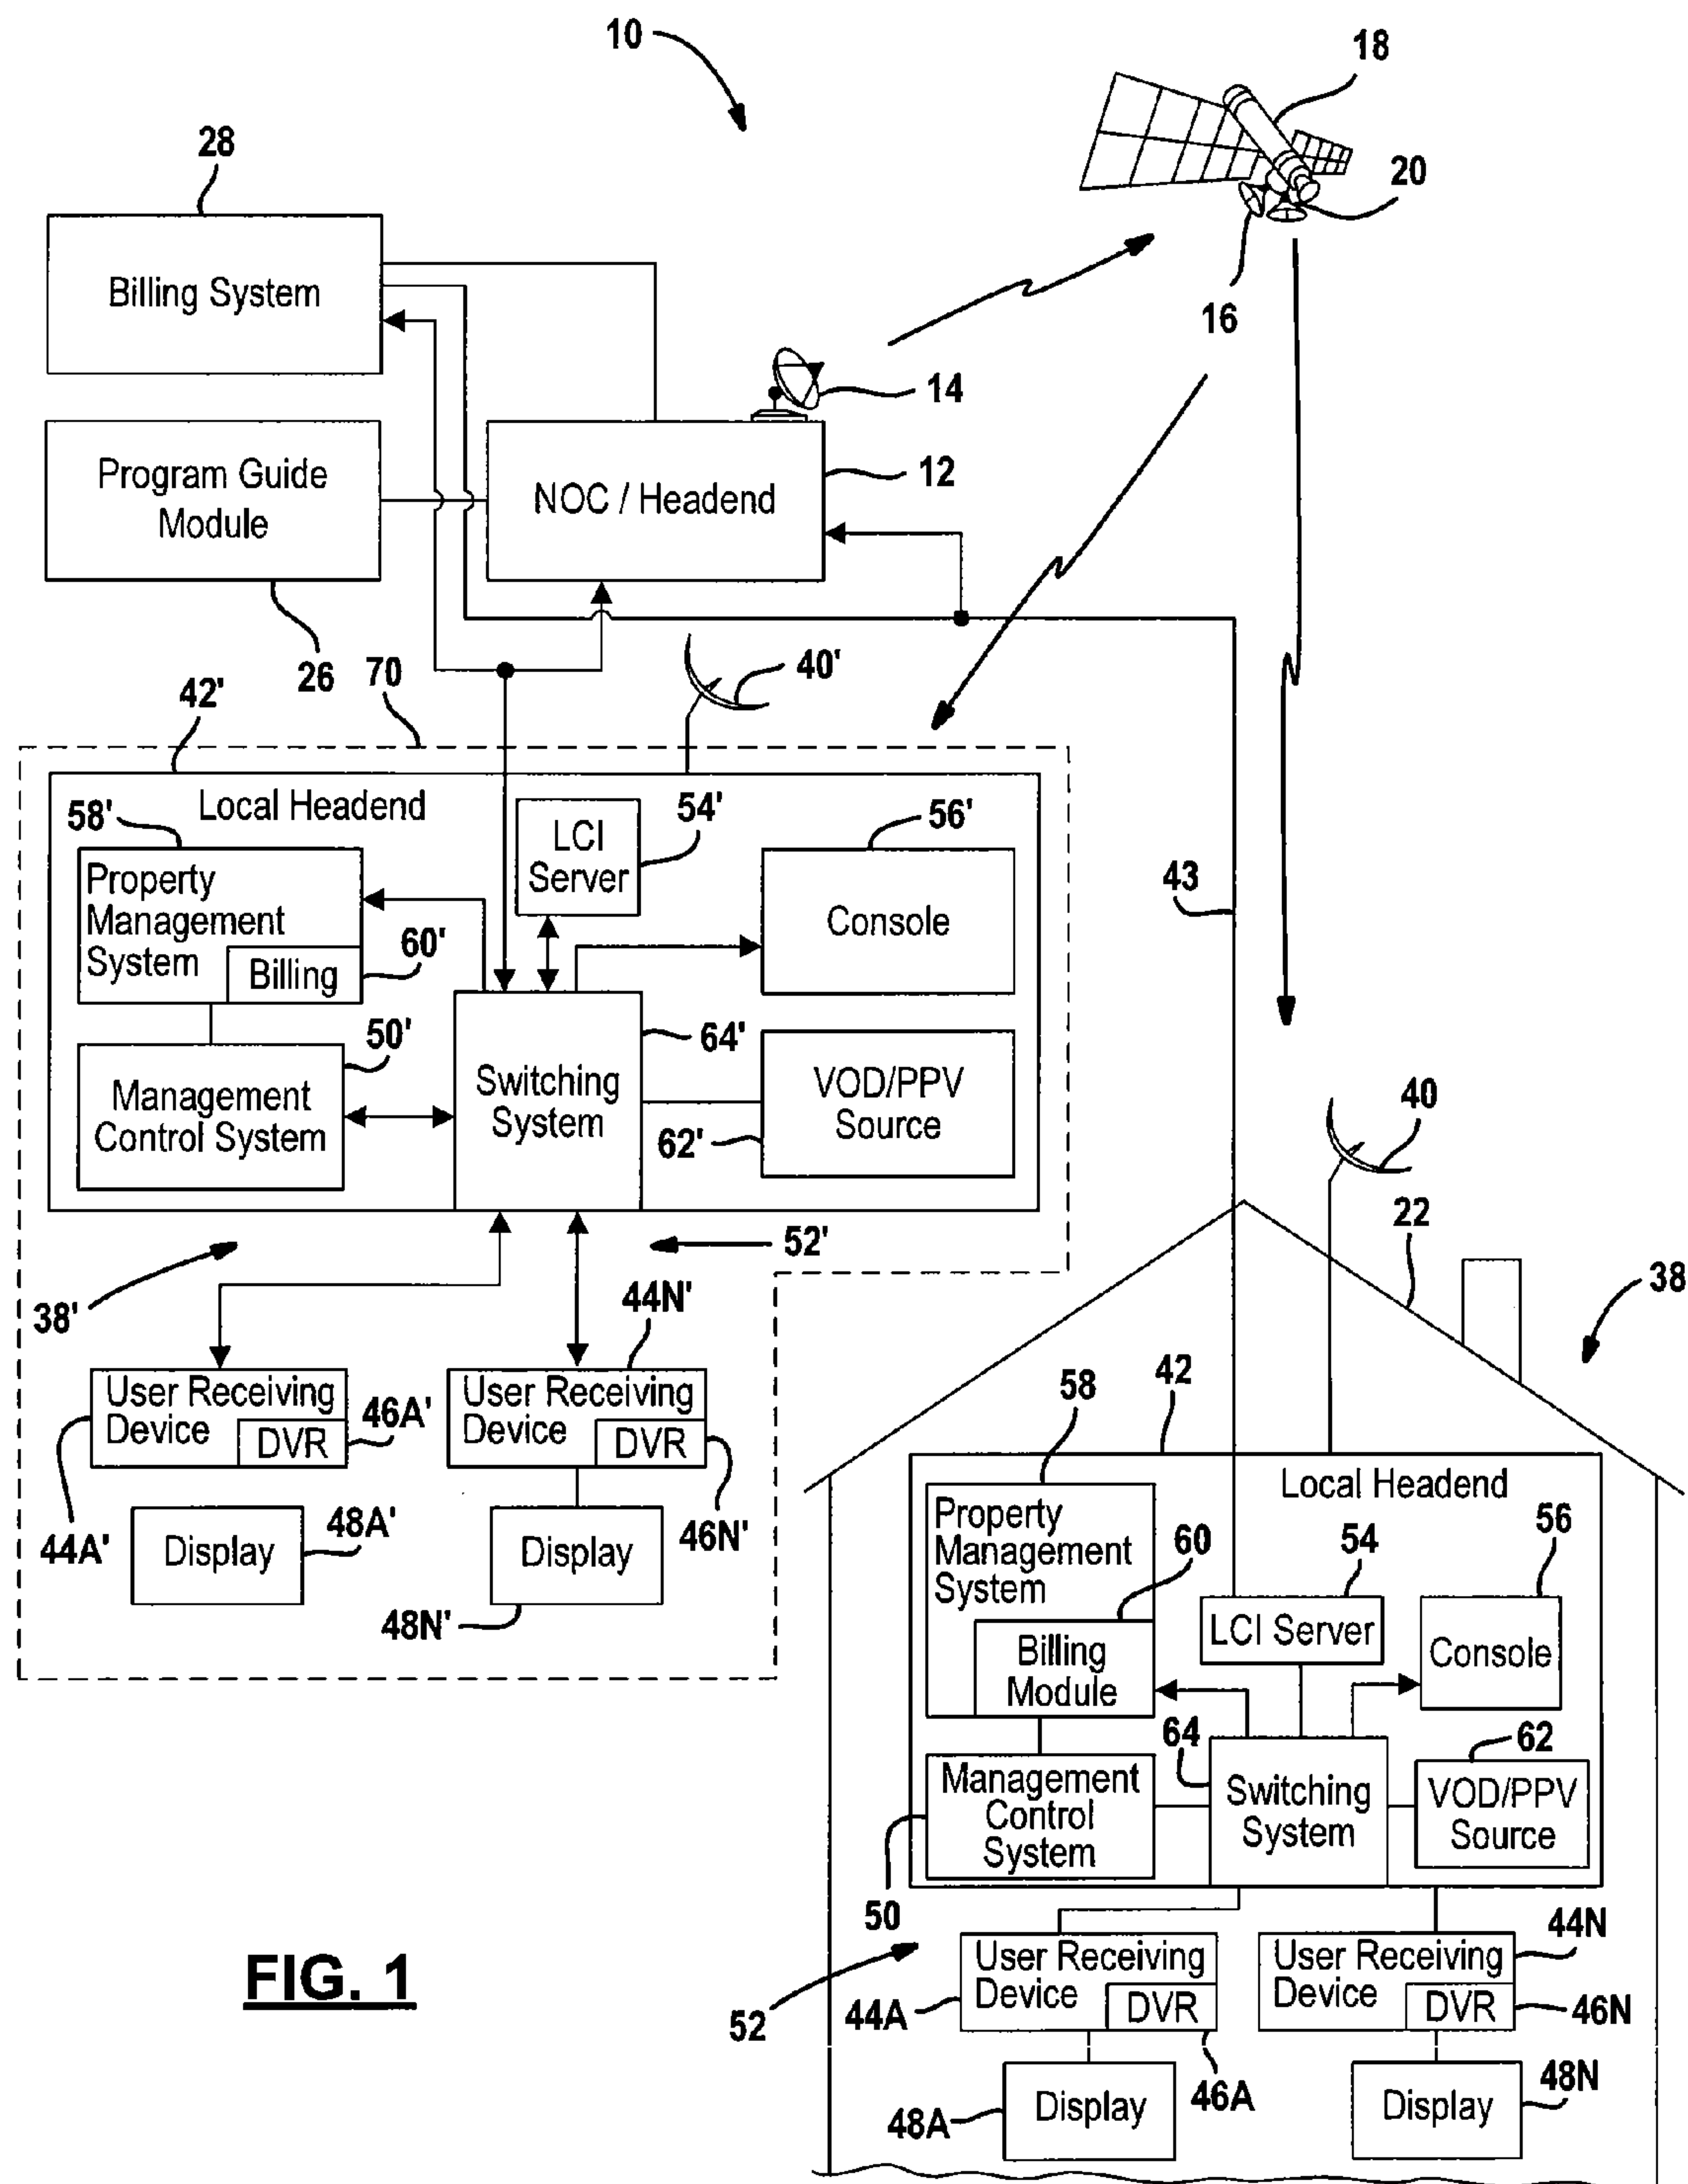 10
18
28
20
Billing System
16
14
Program Guide
Module
NOC / Headend
12
26
70
40'
42'
Local Headend
58'
LCI
Server
54'
56'
Property
Management
System
Billing
60'
Console
43
50'
64'
Management
Control System
Switching
System
VOD/PPV
Source
62'
40
22
52'
38'
44N'
38
User Receiving
Device
DVR
46A'
User Receiving
Device
DVR
44A'
Display
48A'
Display
46N'
48N'
58
42
Local Headend
Property
Management
System
60
54
56
Billing
Module
LCI Server
Console
64
62
Management
Control
System
Switching
System
VOD/PPV
Source
50
44N
User Receiving
Device
DVR
User Receiving
Device
DVR
52
44A
46N
Display
46A
Display
48N
48A
FIG. 1